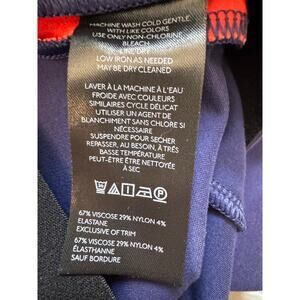 MACHINE WASH COLD GENTLE
WITH LIKE COLORS
USE ONLY NON-CHLORINE
BLEACH
LINE DRY
LOW IRON AS NEEDED
MAY BE DRY CLEANED
LAVER À LA MACHINE À L'EAU
FROIDE AVEC COULEURS
SIMILAIRES CYCLE DÉLICAT
UTILISER UN AGENT DE
BLANCHIMENT SANS CHLORE SI
NÉCESSAIRE
SUSPENDRE POUR SÉCHER
REPASSER, AU BESOIN, À TRÈS
BASSE TEMPÉRATURE
PEUT-ÊTRE ÊTRE NETTOYÉE
À SEC
67% VISCOSE 29% NYLON 4%
ELASTANE
EXCLUSIVE OF TRIM
67% VISCOSE 29% NYLON 4%
ÉLASTHANNE
SAUF BORDURE